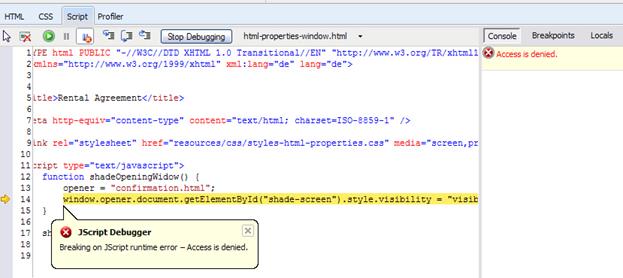 HTML CSS Script Profiler
Stop Debugging html-properties-window.html
Console Breakpoints Locals
Access is denied.
1 YPE html PUBLIC "-//W3C//DTD XHTML 1.0 Transitional//EN" "http://www.w3.org/TR/xhtml1
2 xmlns="http://www.w3.org/1999/xhtml" xml:lang="de" lang="de">
3
4
5 itle>Rental Agreement</title>
6
7 eta http-equiv="content-type" content="text/html; charset=ISO-8859-1" />
8
9 ink rel="stylesheet" href="resources/css/styles-html-properties.css" media="screen,pr
10
11 cript type="text/javascript">
12 function shadeOpeningWidow() {
13 opener = "confirmation.html";
14 window.opener.document.getElementById("shade-screen").style.visibility = "visib
15 }
16
17 sh
18
19
JScript Debugger
Breaking on JScript runtime error – Access is denied.